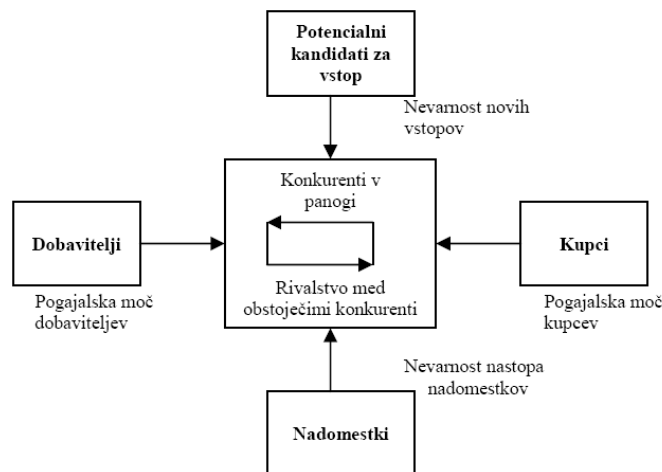 Potencialni
kandidati za
vstop
Nevarnost novih
vstopov
Konkurenti v
panogi
Dobavitelji
Kupci
Rivalstvo med
obstoječimi konkurenti
Pogajalska moč
dobaviteljev
Pogajalska moč
kupcev
Nevarnost nastopa
nadomestkov
Nadomestki